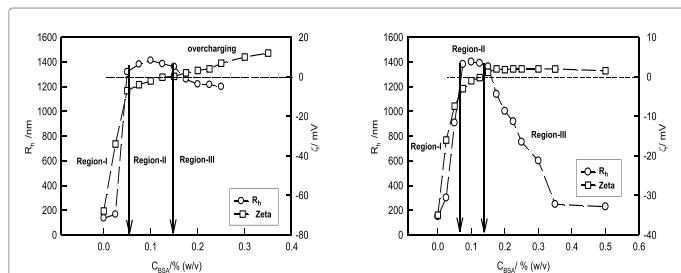 overcharging
1600
1400
1200
1000
800
600
400
200
0
R_h /nm
20
0
-20
-40
-60
-80
ζ/ mV
Region-I
Region-II
Region-III
R_h
Zeta
0.0 0.1 0.2 0.3 0.4
C_BSA/% (w/v)
Region-II
1600
1400
1200
1000
800
600
400
200
0
R_h /nm
10
0
-10
-20
-30
-40
ζ/ mV
Region-I
Region-III
R_h
Zeta
0.0 0.1 0.2 0.3 0.4 0.5
C_BSA/% (w/v)